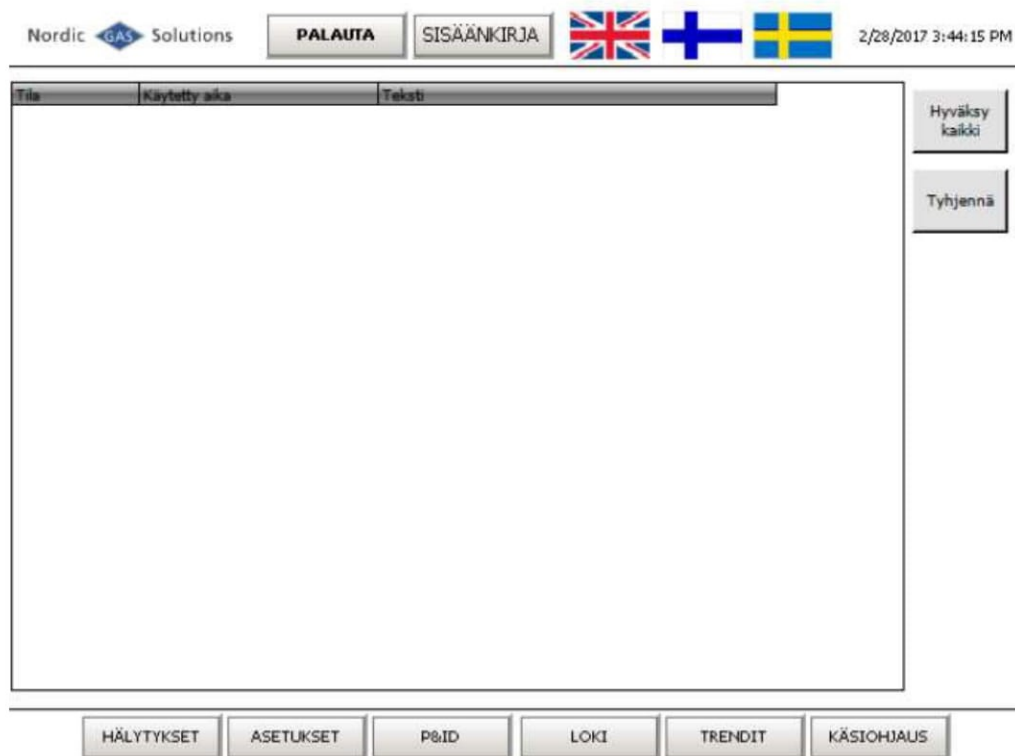 Nordic GAS Solutions
PALAUTA
SISÄÄNKIRJA
2/28/2017 3:44:15 PM
Tila Käytetty aika Teksti
Hyväksy
kaikki
Tyhjennä
HÄLYTYKSET ASETUKSET P&ID LOKI TRENDIT KÄSIOHJAUS